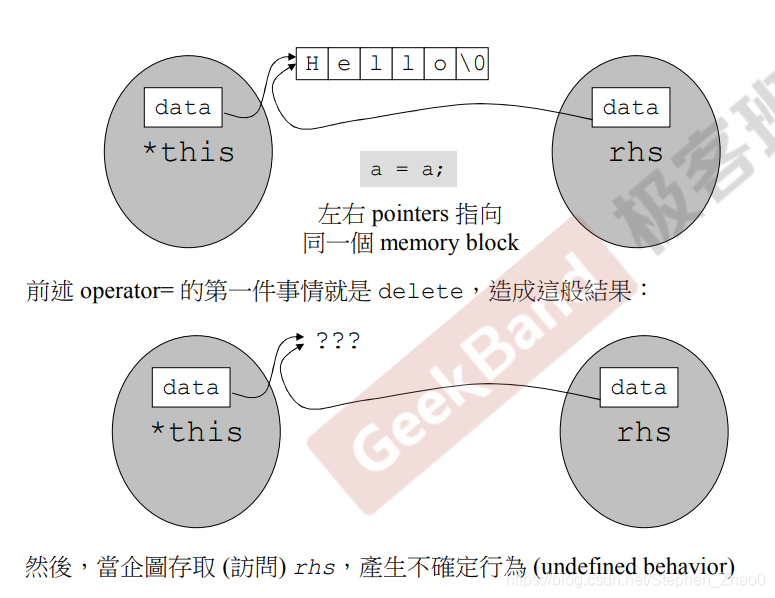 H e l l o \0
data
data
*this
rhs
a = a;
左右 pointers 指向
同一個 memory block
前述 operator= 的第一件事情就是 delete，造成這般結果：
???
data
data
*this
rhs
然後，當企圖存取 (訪問) rhs，產生不確定行為 (undefined behavior)
GeekBand
极客班
https://blog.csdn.net/Stephen_Zhao0